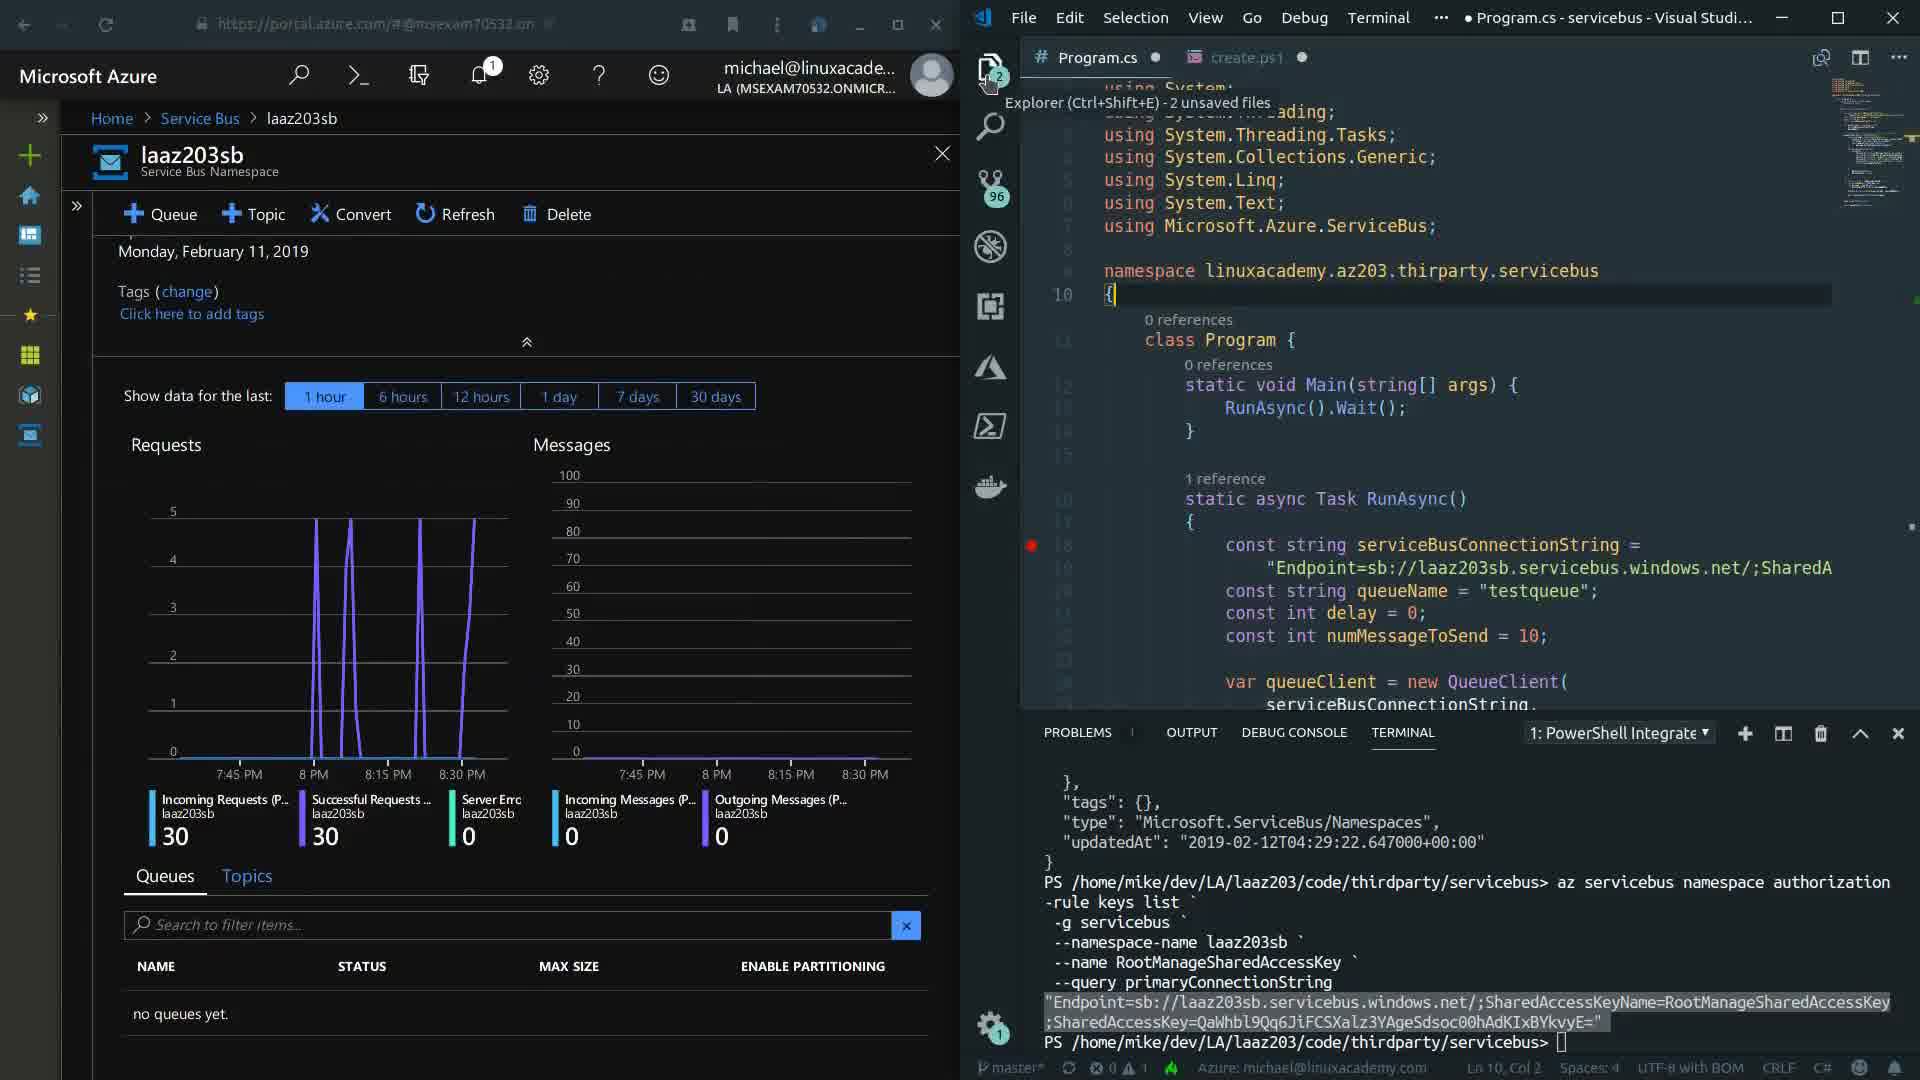 https://portal.azure.com/#@msexam70532.on
Microsoft Azure
1
michael@linuxacade...
LA (MSEXAM70532.ONMICR...
Home > Service Bus > laaz203sb
laaz203sb
Service Bus Namespace
Queue
Topic
Convert
Refresh
Delete
Monday, February 11, 2019
Tags (change)
Click here to add tags
Show data for the last:
1 hour
6 hours
12 hours
1 day
7 days
30 days
Requests
5
4
3
2
1
0
7:45 PM
8 PM
8:15 PM
8:30 PM
Incoming Requests (P...
laaz203sb
30
Successful Requests ...
laaz203sb
30
Server Erro
laaz203sb
0
Messages
100
90
80
70
60
50
40
30
20
10
0
7:45 PM
8 PM
8:15 PM
8:30 PM
Incoming Messages (P...
laaz203sb
0
Outgoing Messages (P...
laaz203sb
0
Queues
Topics
Search to filter items...
NAME
STATUS
MAX SIZE
ENABLE PARTITIONING
no queues yet.
File Edit Selection View Go Debug Terminal ··· ● Program.cs - servicebus - Visual Studi...
# Program.cs ●
create.ps1 ●
2
Explorer (Ctrl+Shift+E) - 2 unsaved files
96
1
using System;
using System.Threading.Tasks;
using System.Collections.Generic;
using System.Linq;
using System.Text;
using Microsoft.Azure.ServiceBus;
namespace linuxacademy.az203.thirparty.servicebus
10 {
0 references
class Program {
0 references
static void Main(string[] args) {
RunAsync().Wait();
}
1 reference
static async Task RunAsync()
{
const string serviceBusConnectionString =
"Endpoint=sb://laaz203sb.servicebus.windows.net/;SharedA
const string queueName = "testqueue";
const int delay = 0;
const int numMessageToSend = 10;
var queueClient = new QueueClient(
serviceBusConnectionString,
PROBLEMS
OUTPUT
DEBUG CONSOLE
TERMINAL
1: PowerShell Integrate
},
"tags": {},
"type": "Microsoft.ServiceBus/Namespaces",
"updatedAt": "2019-02-12T04:29:22.647000+00:00"
}
PS /home/mike/dev/LA/laaz203/code/thirdparty/servicebus> az servicebus namespace authorization
-rule keys list `
-g servicebus `
--namespace-name laaz203sb `
--name RootManageSharedAccessKey `
--query primaryConnectionString
"Endpoint=sb://laaz203sb.servicebus.windows.net/;SharedAccessKeyName=RootManageSharedAccessKey
;SharedAccessKey=QaWhbl9Qq6JiFCSXalz3YAgeSdsoc00hAdKIxBYkvyE="
PS /home/mike/dev/LA/laaz203/code/thirdparty/servicebus>
master* 0 1 Azure: michael@linuxacademy.com Ln 10, Col 2 Spaces: 4 UTF-8 with BOM CRLF C#